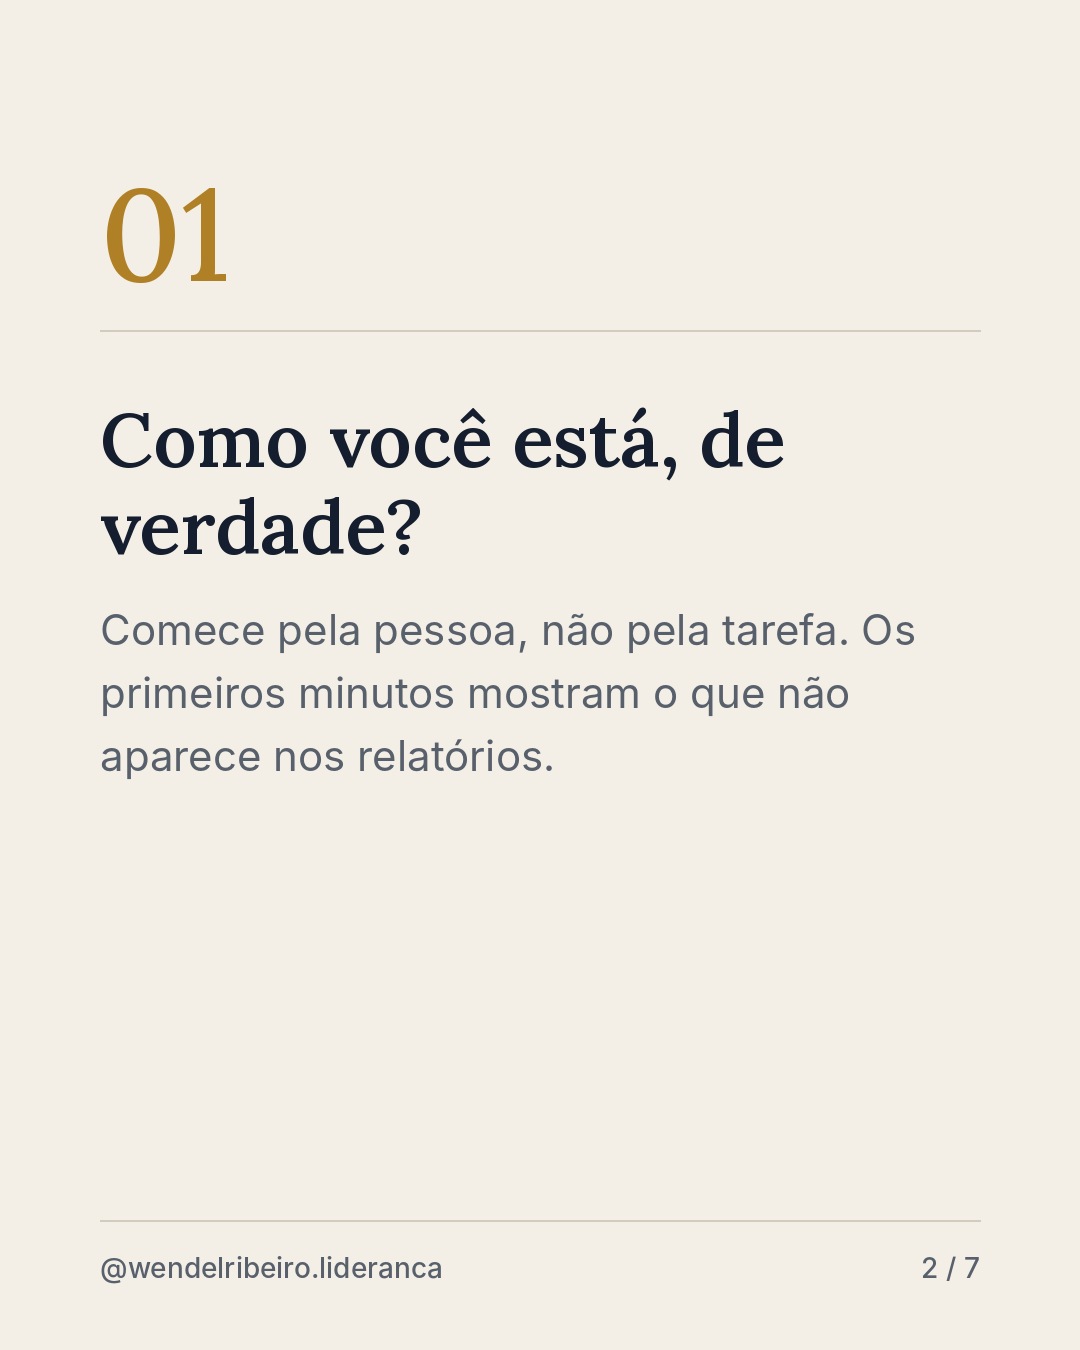 01
Como você está, de
verdade?
Comece pela pessoa, não pela tarefa. Os
primeiros minutos mostram o que não
aparece nos relatórios.
@wendelribeiro.lideranca
2 / 7